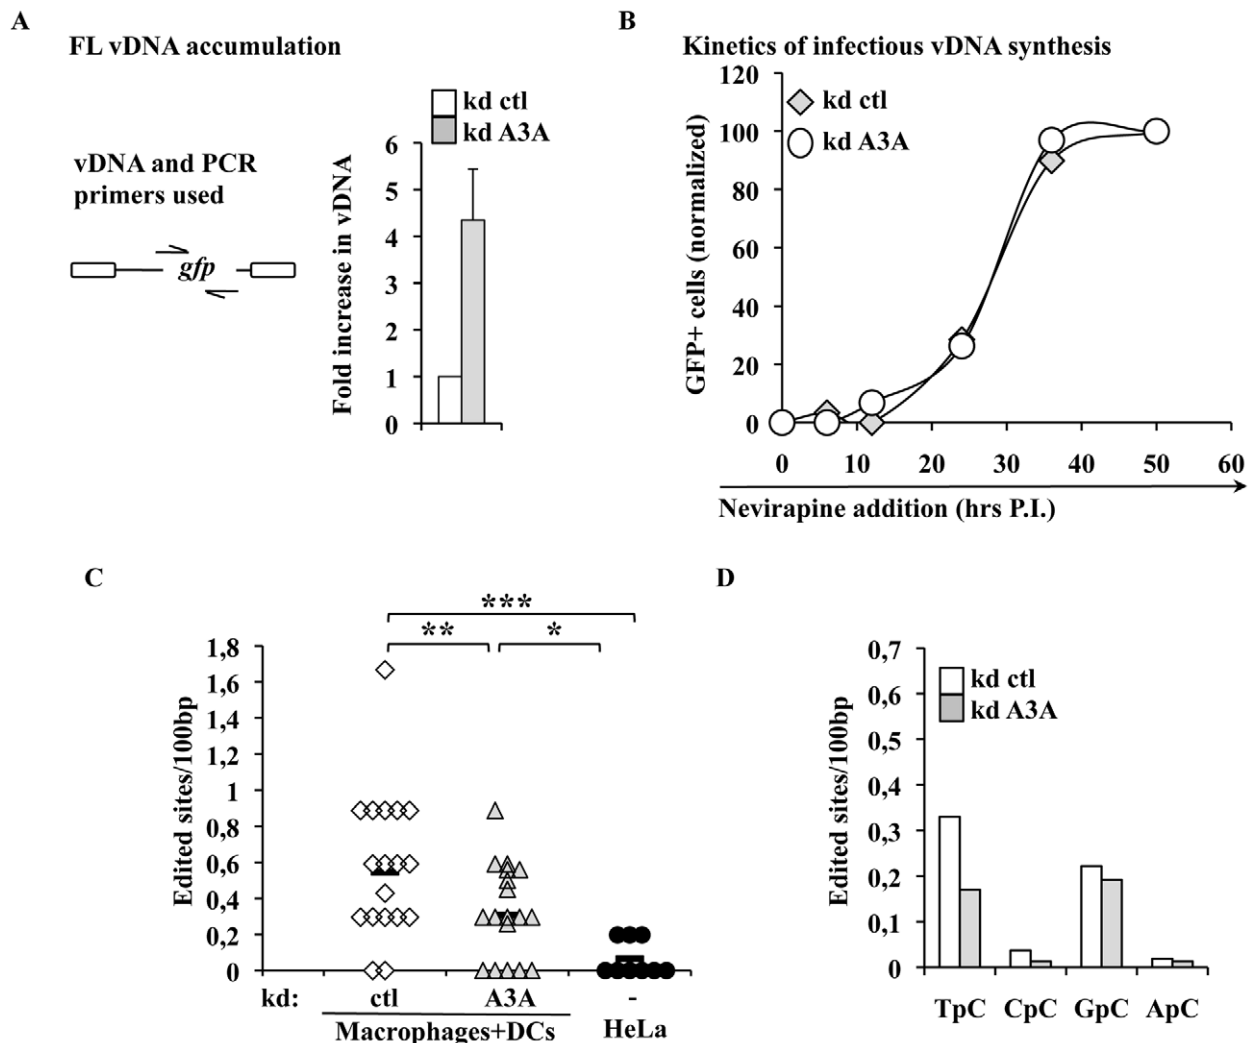 A
FL vDNA accumulation
vDNA and PCR
primers used
gfp
kd ctl
kd A3A
Fold increase in vDNA
6
5
4
3
2
1
0
B
Kinetics of infectious vDNA synthesis
kd ctl
kd A3A
GFP+ cells (normalized)
120
100
80
60
40
20
0
0 10 20 30 40 50 60
Nevirapine addition (hrs P.I.)
C
***
** *
Edited sites/100bp
1,8
1,6
1,4
1,2
1
0,8
0,6
0,4
0,2
0
kd: ctl A3A -
Macrophages+DCs HeLa
D
kd ctl
kd A3A
Edited sites/100bp
0,7
0,6
0,5
0,4
0,3
0,2
0,1
0
TpC CpC GpC ApC